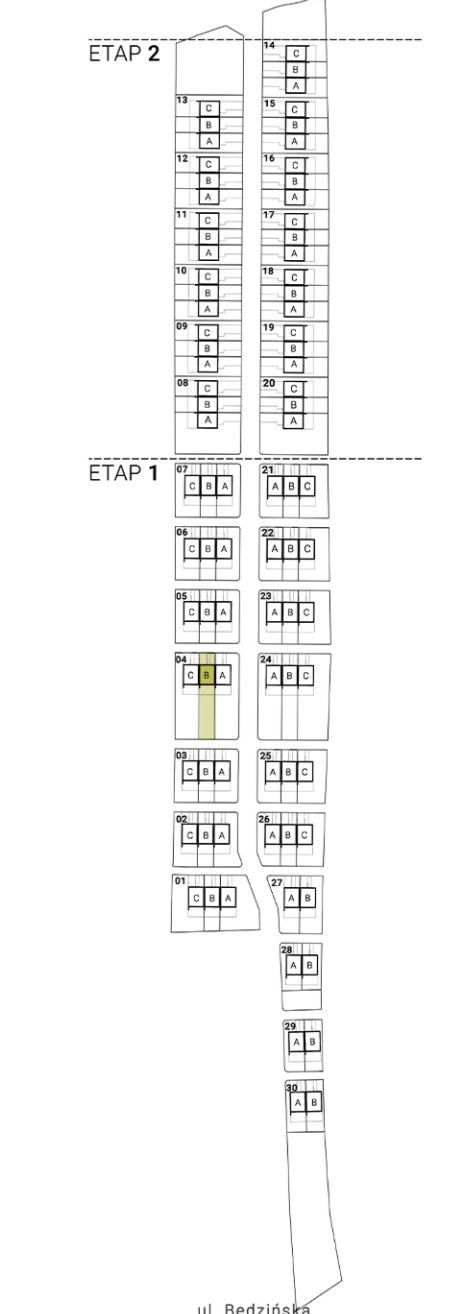 ETAP 2
14
C
B
A
13
C
B
A
15
C
B
A
12
C
B
A
16
C
B
A
11
C
B
A
17
C
B
A
10
C
B
A
18
C
B
A
09
C
B
A
19
C
B
A
08
C
B
A
20
C
B
A
ETAP 1
07
C B A
21
A B C
06
C B A
22
A B C
05
C B A
23
A B C
04
C B A
24
A B C
03
C B A
25
A B C
02
C B A
26
A B C
01
C B A
27
A B
28
A B
29
A B
30
A B
ul. Będzińska